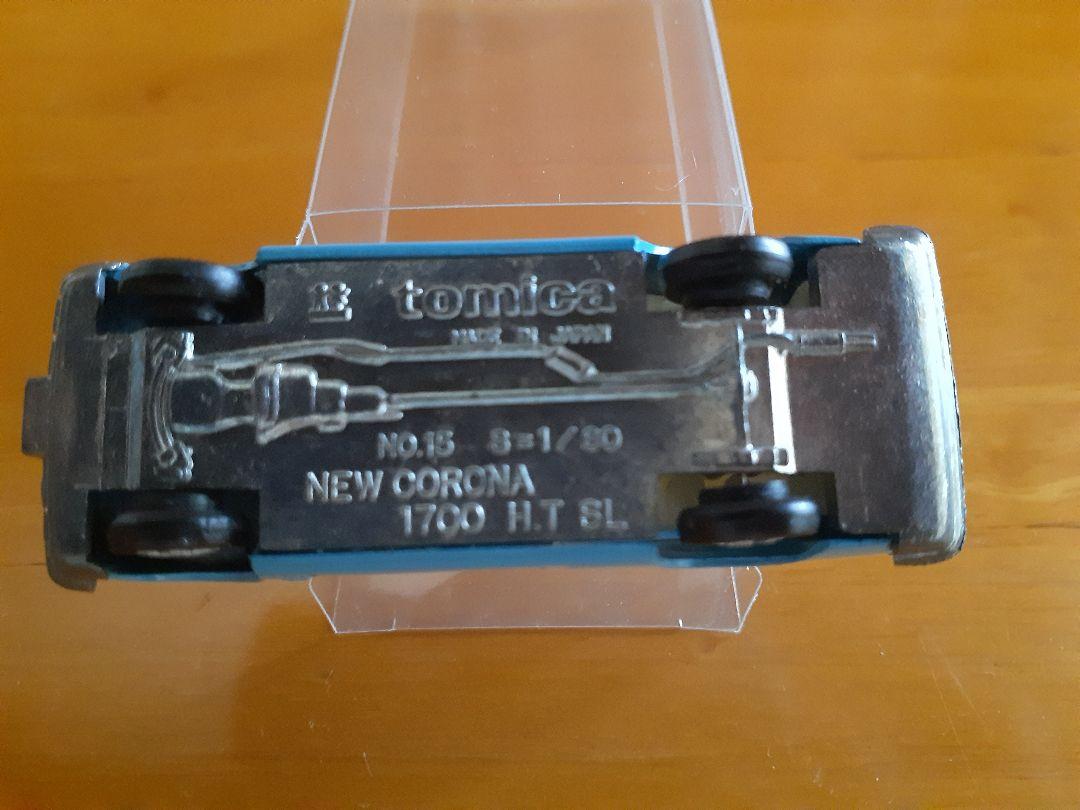 tomica
MADE IN JAPAN
NO.15 S=1/60
NEW CORONA
1700 H.T SL